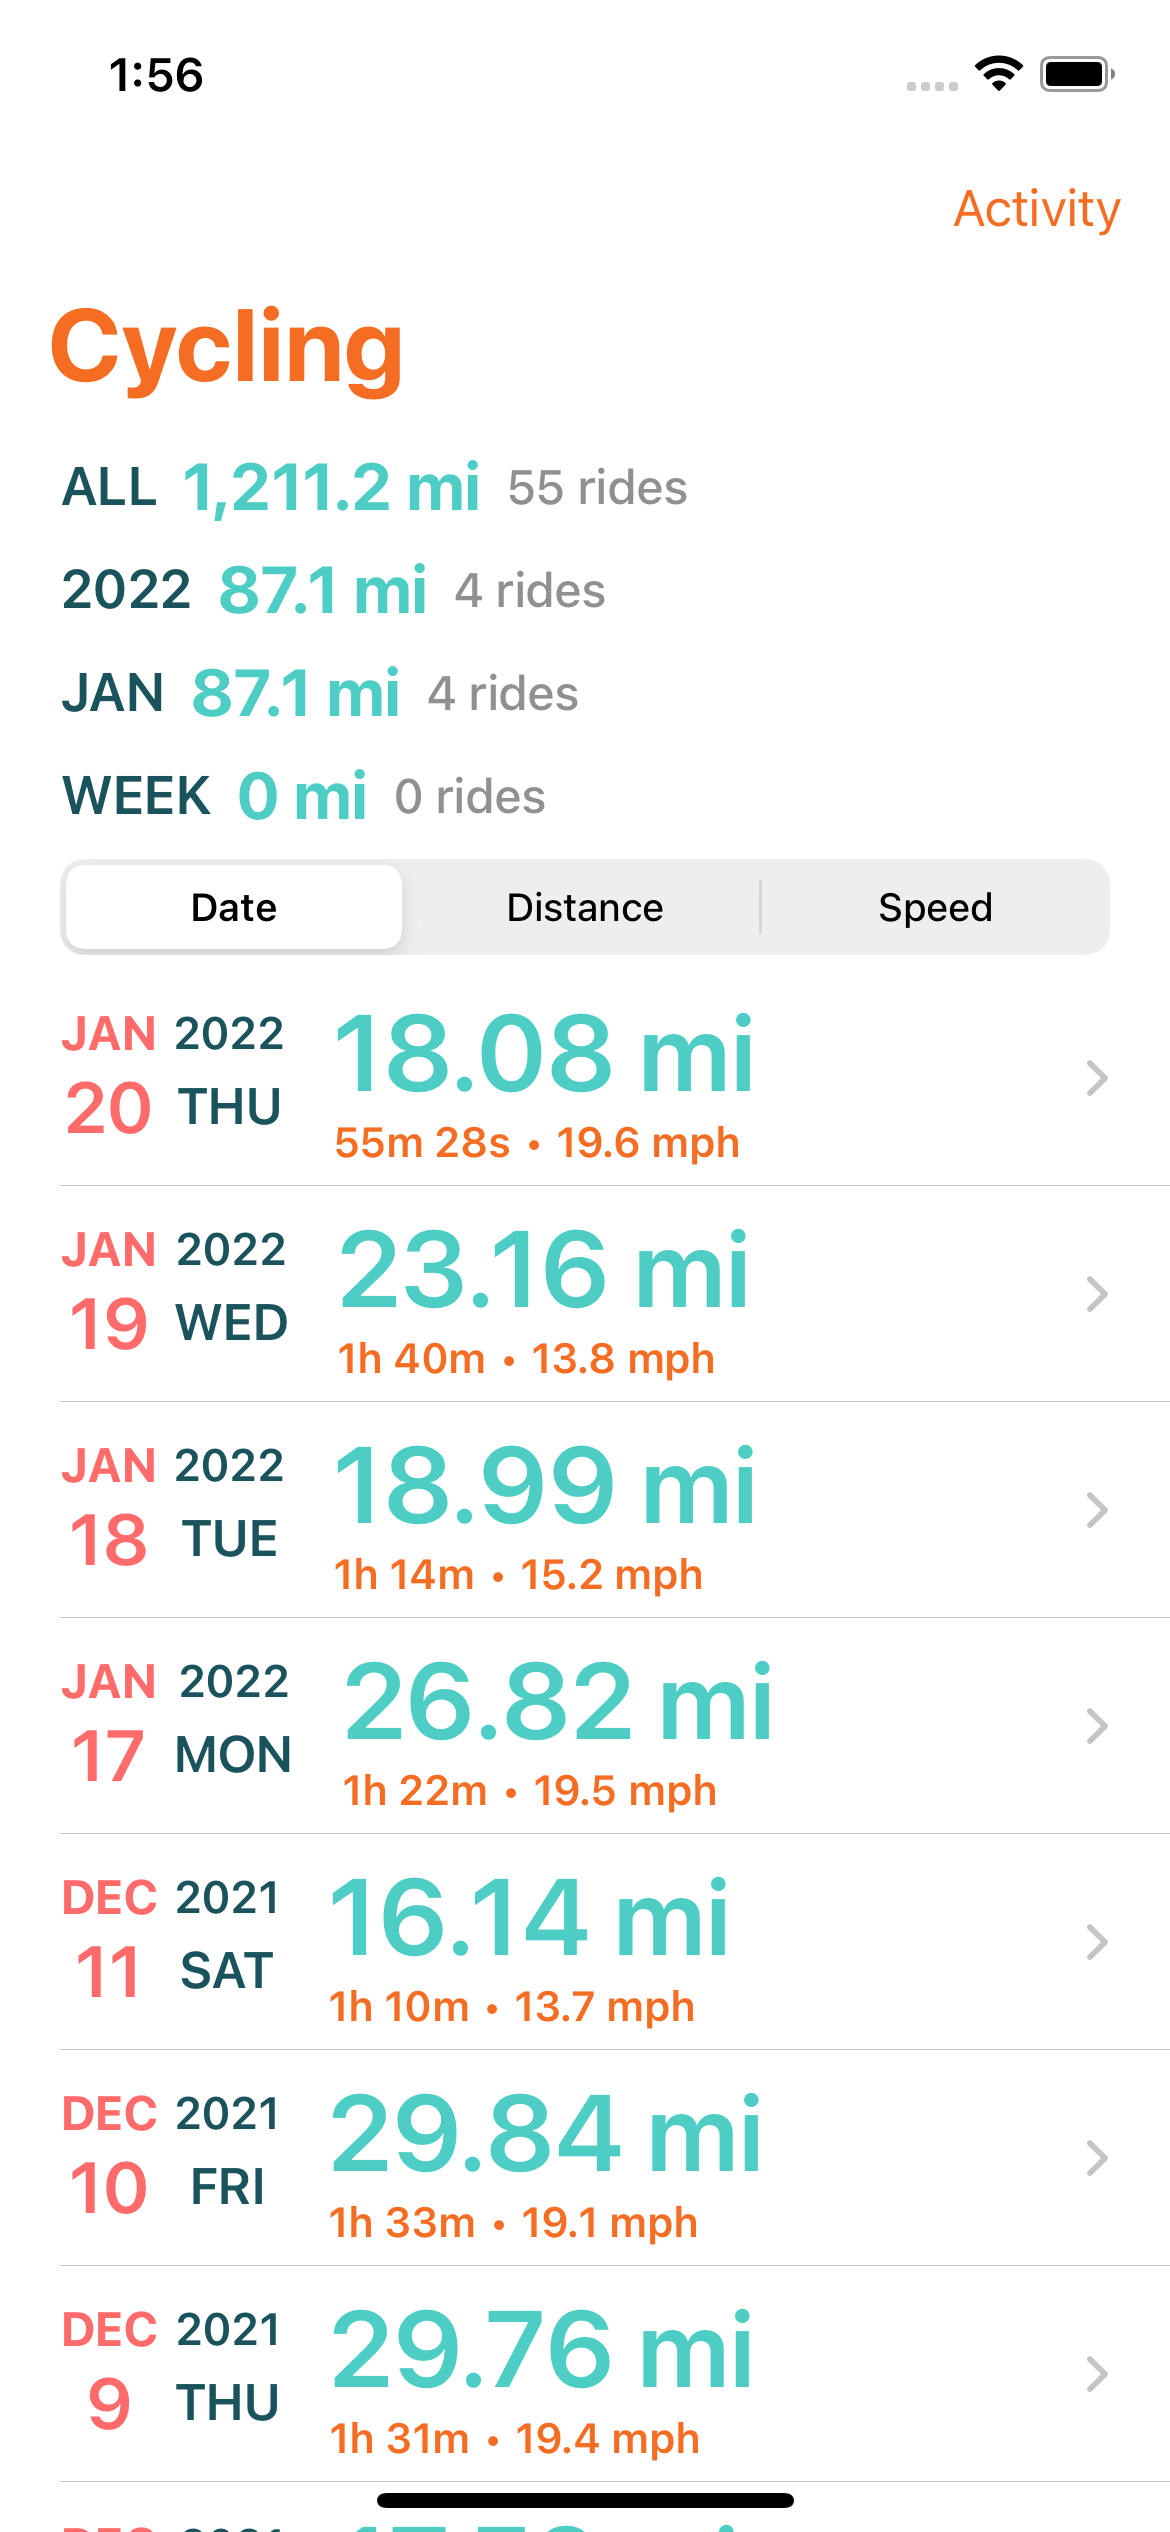 1:56
Activity
Cycling
ALL 1,211.2 mi 55 rides
2022 87.1 mi 4 rides
JAN 87.1 mi 4 rides
WEEK 0 mi 0 rides
Date Distance Speed
JAN 2022 18.08 mi
20 THU
55m 28s • 19.6 mph
JAN 2022 23.16 mi
19 WED
1h 40m • 13.8 mph
JAN 2022 18.99 mi
18 TUE
1h 14m • 15.2 mph
JAN 2022 26.82 mi
17 MON
1h 22m • 19.5 mph
DEC 2021 16.14 mi
11 SAT
1h 10m • 13.7 mph
DEC 2021 29.84 mi
10 FRI
1h 33m • 19.1 mph
DEC 2021 29.76 mi
9 THU
1h 31m • 19.4 mph